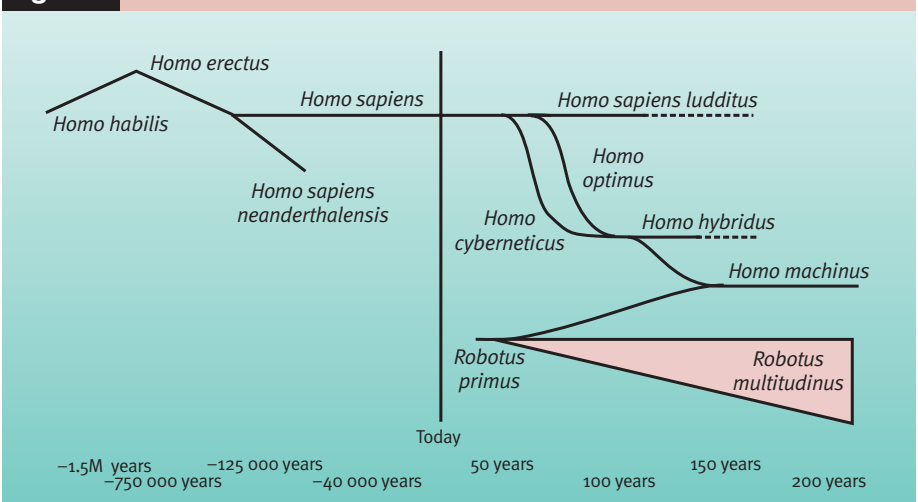 Homo erectus
Homo habilis
Homo sapiens
Homo sapiens
neanderthalensis
Homo sapiens ludditus
Homo
optimus
Homo
cyberneticus
Homo hybridus
Homo machinus
Robotus
primus
Robotus
multitudinus
Today
–1.5M years
–750 000 years
–125 000 years
–40 000 years
50 years
100 years
150 years
200 years